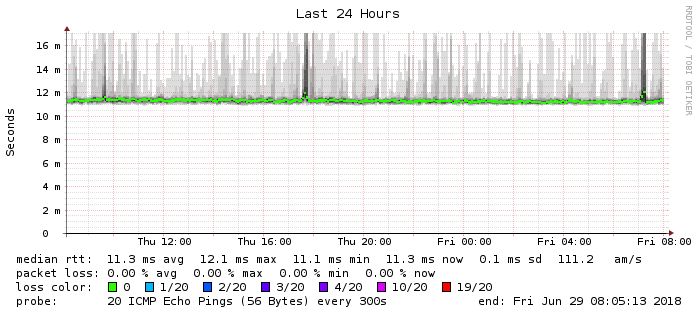 Last 24 Hours
RRDTOOL / TOBI OETIKER
Seconds
16 m
14 m
12 m
10 m
8 m
6 m
4 m
2 m
0
Thu 12:00 Thu 16:00 Thu 20:00 Fri 00:00 Fri 04:00 Fri 08:00
median rtt: 11.3 ms avg 12.1 ms max 11.1 ms min 11.3 ms now 0.1 ms sd 111.2 am/s
packet loss: 0.00 % avg 0.00 % max 0.00 % min 0.00 % now
loss color: 0 1/20 2/20 3/20 4/20 10/20 19/20
probe: 20 ICMP Echo Pings (56 Bytes) every 300s end: Fri Jun 29 08:05:13 2018